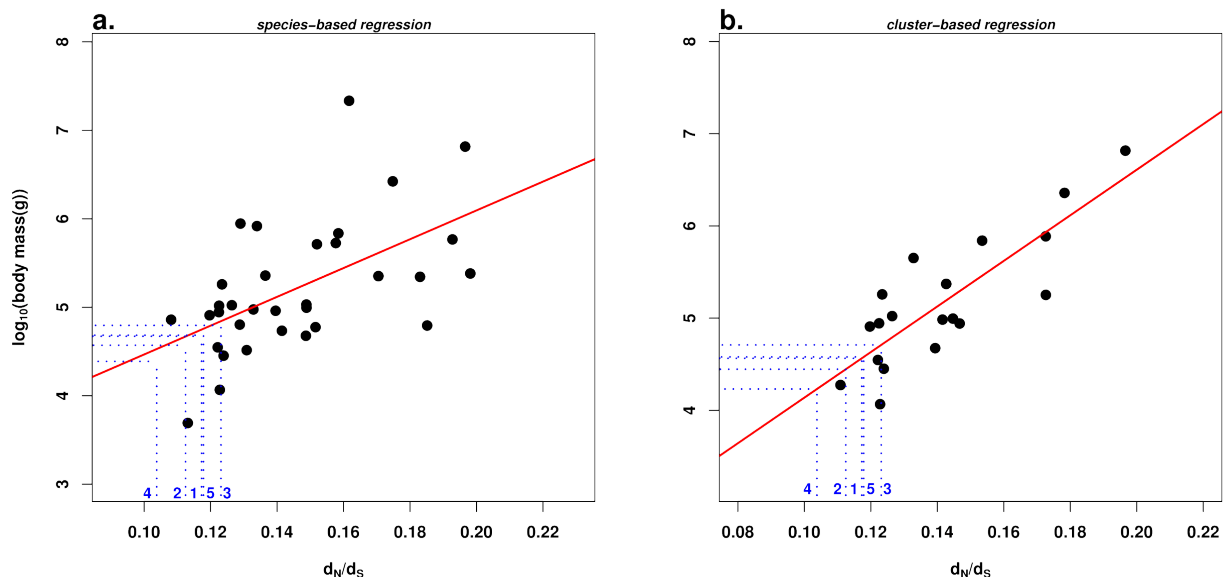 a.
species−based regression
8
7
6
5
4
3
log10(body mass(g))
4 2 1 5 3
0.10 0.12 0.14 0.16 0.18 0.20 0.22
dN/dS
b.
cluster−based regression
8
7
6
5
4
4 2 1 5 3
0.08 0.10 0.12 0.14 0.16 0.18 0.20 0.22
dN/dS